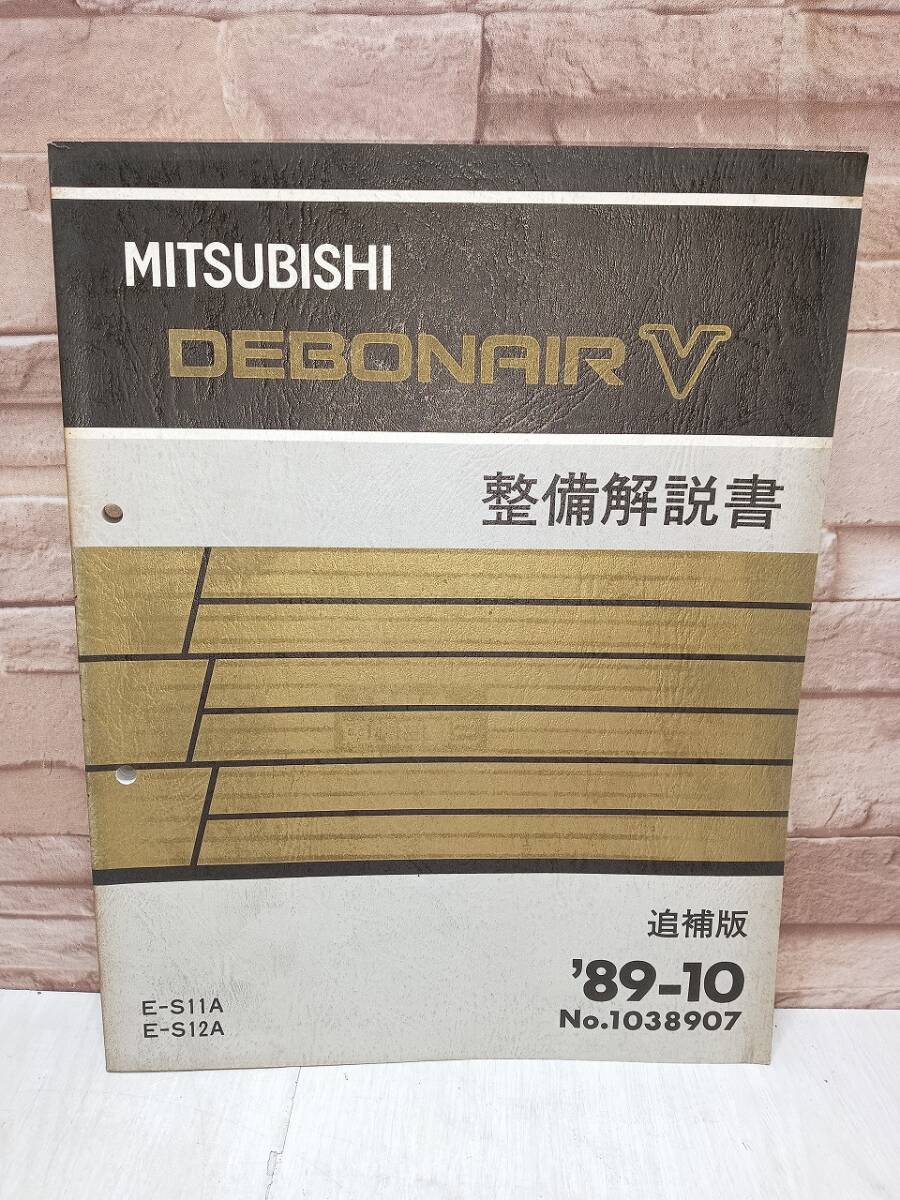 MITSUBISHI
DEBONAIR V
整備解説書
追補版
'89-10
No.1038907
E-S11A
E-S12A